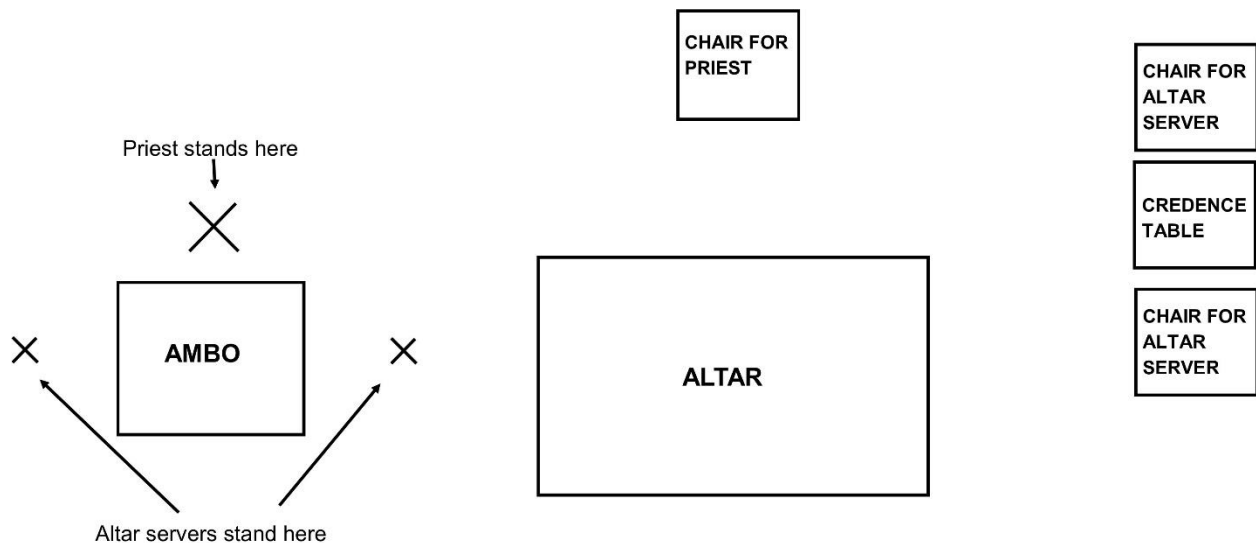 CHAIR FOR
PRIEST
CHAIR FOR
ALTAR
SERVER
Priest stands here
CREDENCE
TABLE
AMBO
ALTAR
CHAIR FOR
ALTAR
SERVER
Altar servers stand here